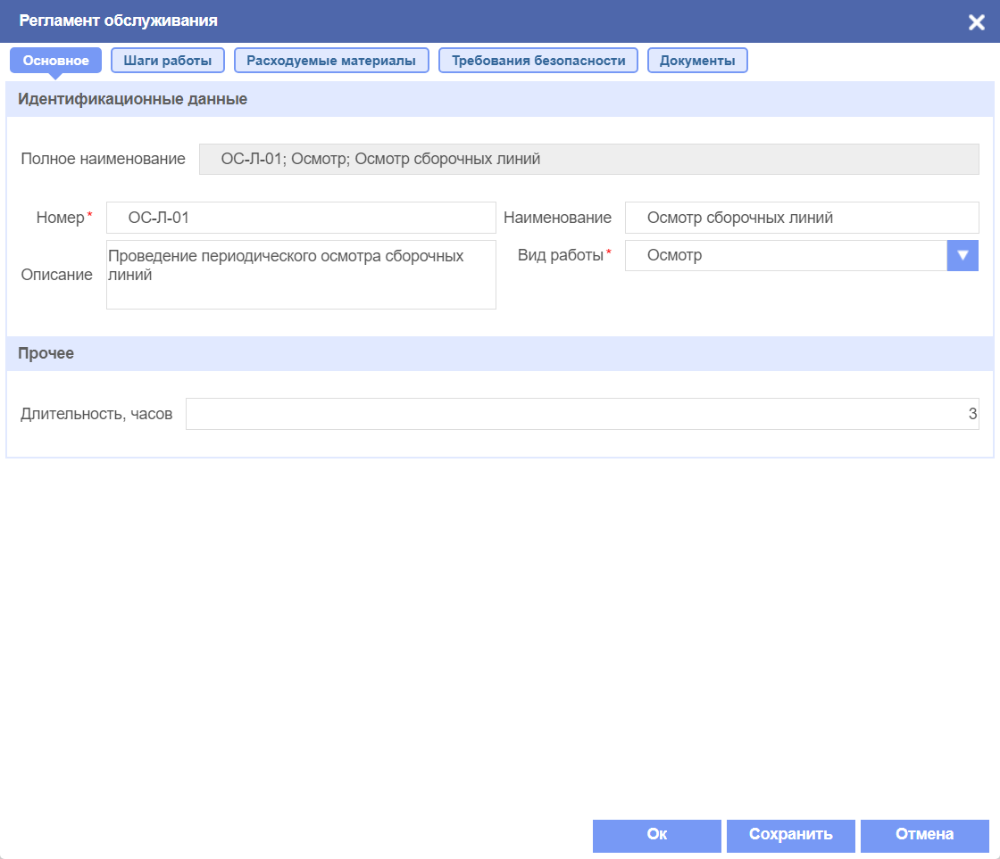 Регламент обслуживания
Основное Шаги работы Расходуемые материалы Требования безопасности Документы
Идентификационные данные
Полное наименование ОС-Л-01; Осмотр; Осмотр сборочных линий
Номер* ОС-Л-01 Наименование Осмотр сборочных линий
Описание Проведение периодического осмотра сборочных
линий
Вид работы* Осмотр
Прочее
Длительность, часов 3
Ок Сохранить Отмена